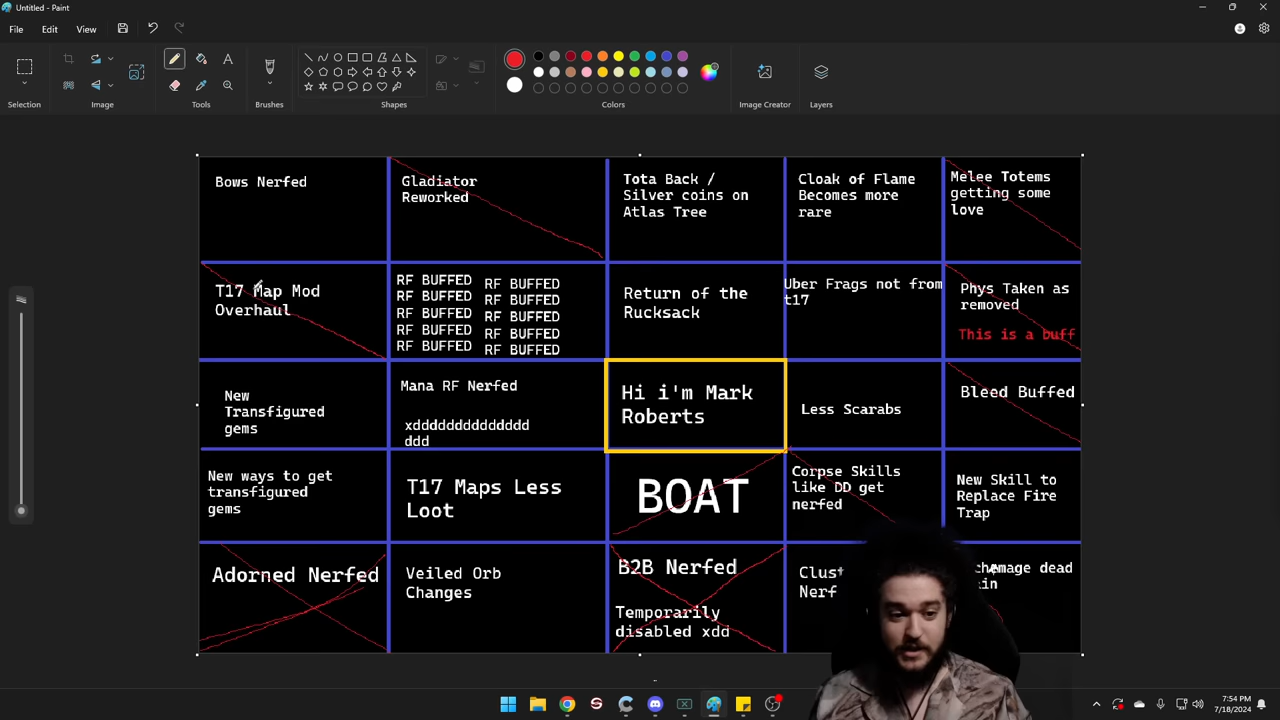 Untitled - Paint
File Edit View
Selection Image Tools Brushes Shapes Colors Image Creator Layers
Bows Nerfed
Gladiator
Reworked
Tota Back /
Silver coins on
Atlas Tree
Cloak of Flame
Becomes more
rare
Melee Totems
getting some
love
T17 Map Mod
Overhaul
RF BUFFED RF BUFFED
RF BUFFED RF BUFFED
RF BUFFED RF BUFFED
RF BUFFED RF BUFFED
RF BUFFED RF BUFFED
Return of the
Rucksack
Uber Frags not from
t17
Phys Taken as
removed
This is a buff
New
Transfigured
gems
Mana RF Nerfed
xdddddddddddddd
ddd
Hi i'm Mark
Roberts
Less Scarabs
Bleed Buffed
New ways to get
transfigured
gems
T17 Maps Less
Loot
BOAT
Corpse Skills
like DD get
nerfed
New Skill to
Replace Fire
Trap
Adorned Nerfed
Veiled Orb
Changes
B2B Nerfed
Temporarily
disabled xdd
Clust
Nerf
dead
7:54 PM
7/18/2024